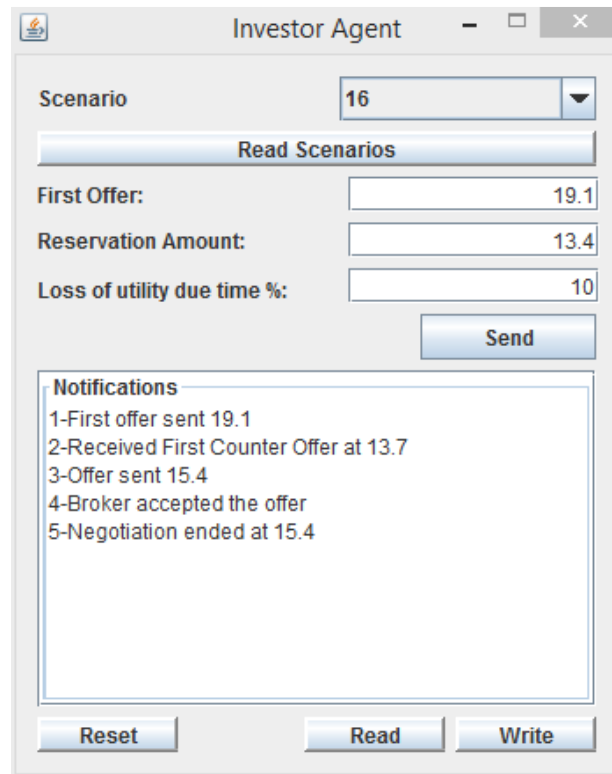 Investor Agent
Scenario 16
Read Scenarios
First Offer: 19.1
Reservation Amount: 13.4
Loss of utility due time %: 10
Send
Notifications
1-First offer sent 19.1
2-Received First Counter Offer at 13.7
3-Offer sent 15.4
4-Broker accepted the offer
5-Negotiation ended at 15.4
Reset Read Write